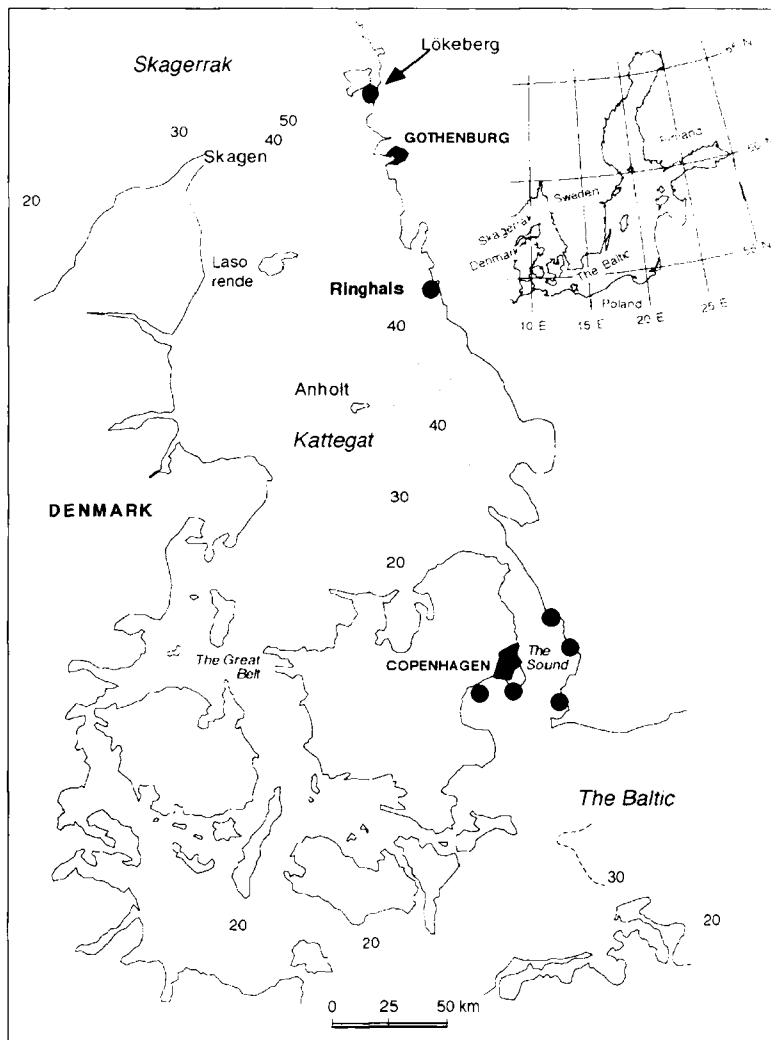 Skagerrak
Lökeberg
50
30
40
GOTHENBURG
Skagen
20
Laso
rende
Ringhals
40
Anholt
Kattegat
40
30
DENMARK
20
The Great
Belt
COPENHAGEN
The
Sound
The Baltic
30
20
20
20
0 25 50 km
Finland
Sweden
Skagerrak
Denmark
The Baltic
Poland
50 N
10 E
15 E
20 E
25 E